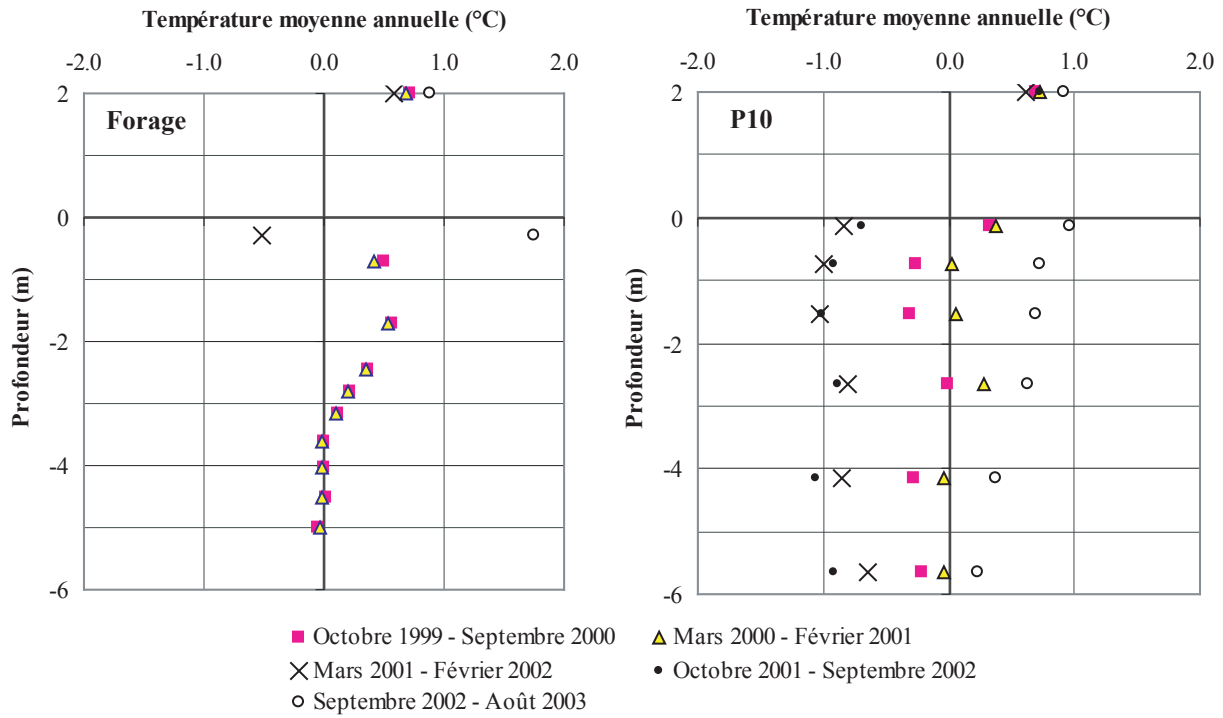 Température moyenne annuelle (°C)
-2.0 -1.0 0.0 1.0 2.0
Forage
Profondeur (m)
2
0
-2
-4
-6
Température moyenne annuelle (°C)
-2.0 -1.0 0.0 1.0 2.0
P10
Profondeur (m)
2
0
-2
-4
-6
Octobre 1999 - Septembre 2000
Mars 2000 - Février 2001
Mars 2001 - Février 2002
Octobre 2001 - Septembre 2002
Septembre 2002 - Août 2003